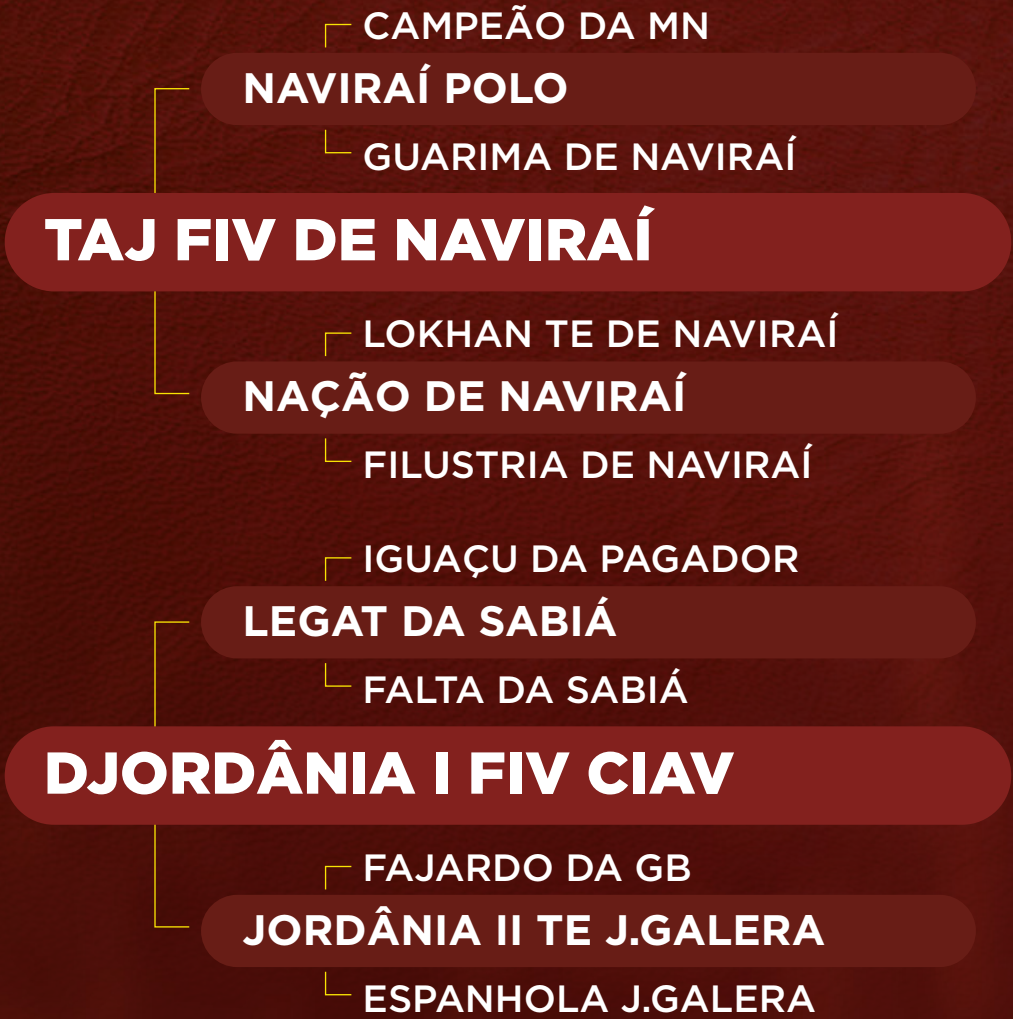 CAMPEÃO DA MN
NAVIRAÍ POLO
GUARIMA DE NAVIRAÍ
TAJ FIV DE NAVIRAÍ
LOKHAN TE DE NAVIRAÍ
NAÇÃO DE NAVIRAÍ
FILUSTRIA DE NAVIRAÍ
IGUAÇU DA PAGADOR
LEGAT DA SABIÁ
FALTA DA SABIÁ
DJORDÂNIA I FIV CIAV
FAJARDO DA GB
JORDÂNIA II TE J.GALERA
ESPANHOLA J.GALERA